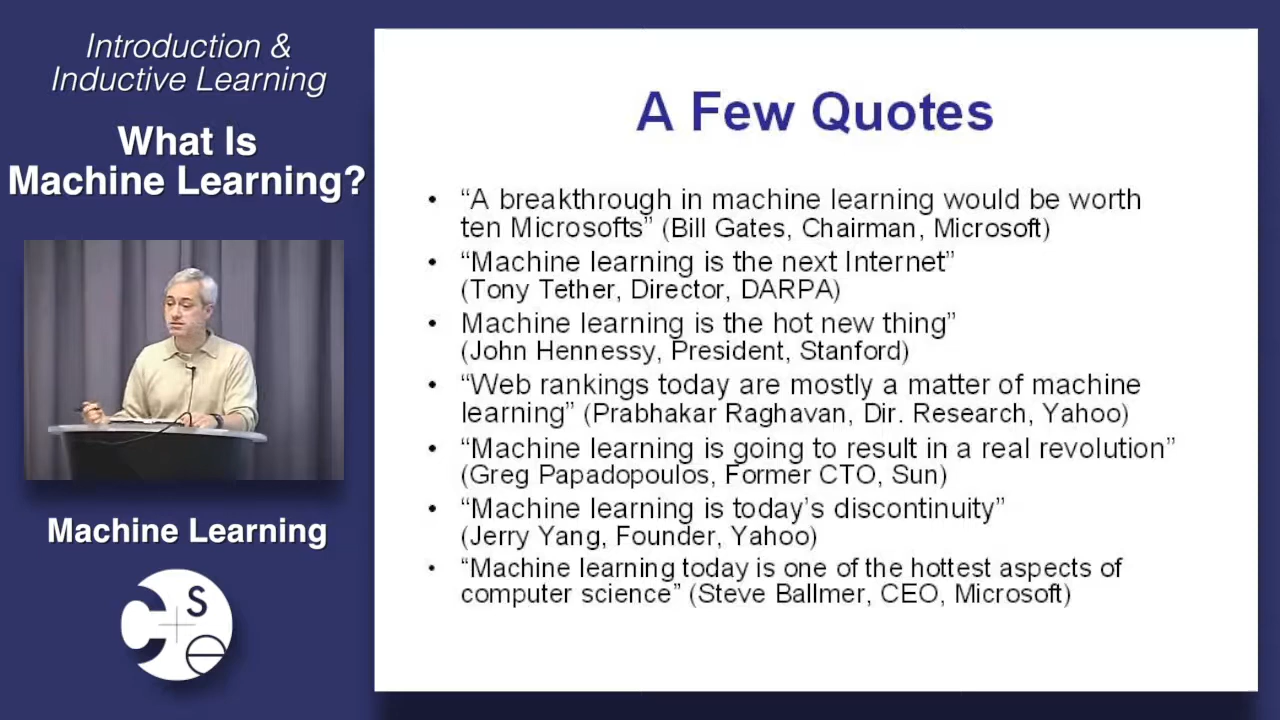 Introduction &
Inductive Learning
What Is
Machine Learning?
Machine Learning
C+se
A Few Quotes
• “A breakthrough in machine learning would be worth
ten Microsofts” (Bill Gates, Chairman, Microsoft)
• “Machine learning is the next Internet”
(Tony Tether, Director, DARPA)
• Machine learning is the hot new thing”
(John Hennessy, President, Stanford)
• “Web rankings today are mostly a matter of machine
learning” (Prabhakar Raghavan, Dir. Research, Yahoo)
• “Machine learning is going to result in a real revolution”
(Greg Papadopoulos, Former CTO, Sun)
• “Machine learning is today’s discontinuity”
(Jerry Yang, Founder, Yahoo)
• “Machine learning today is one of the hottest aspects of
computer science” (Steve Ballmer, CEO, Microsoft)